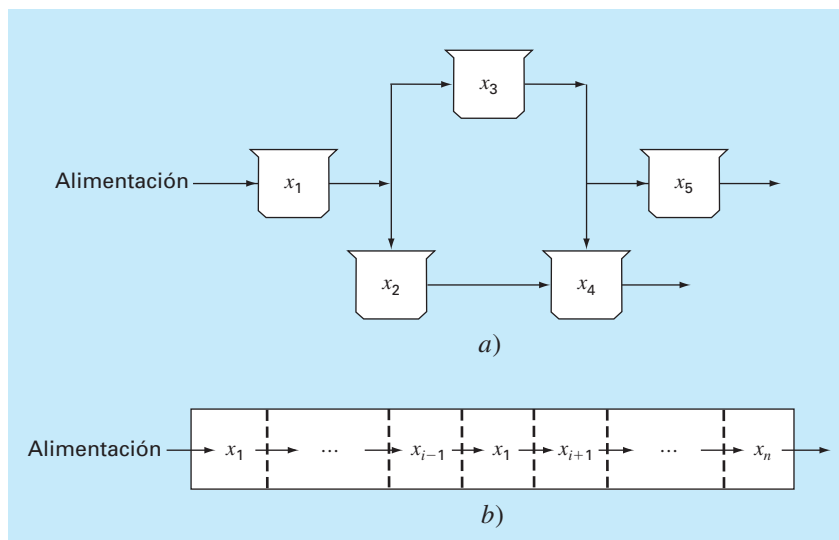 x3
Alimentación x1 x5
x2 x4
a)
Alimentación x1 ... xi–1 x1 xi+1 ... xn
b)